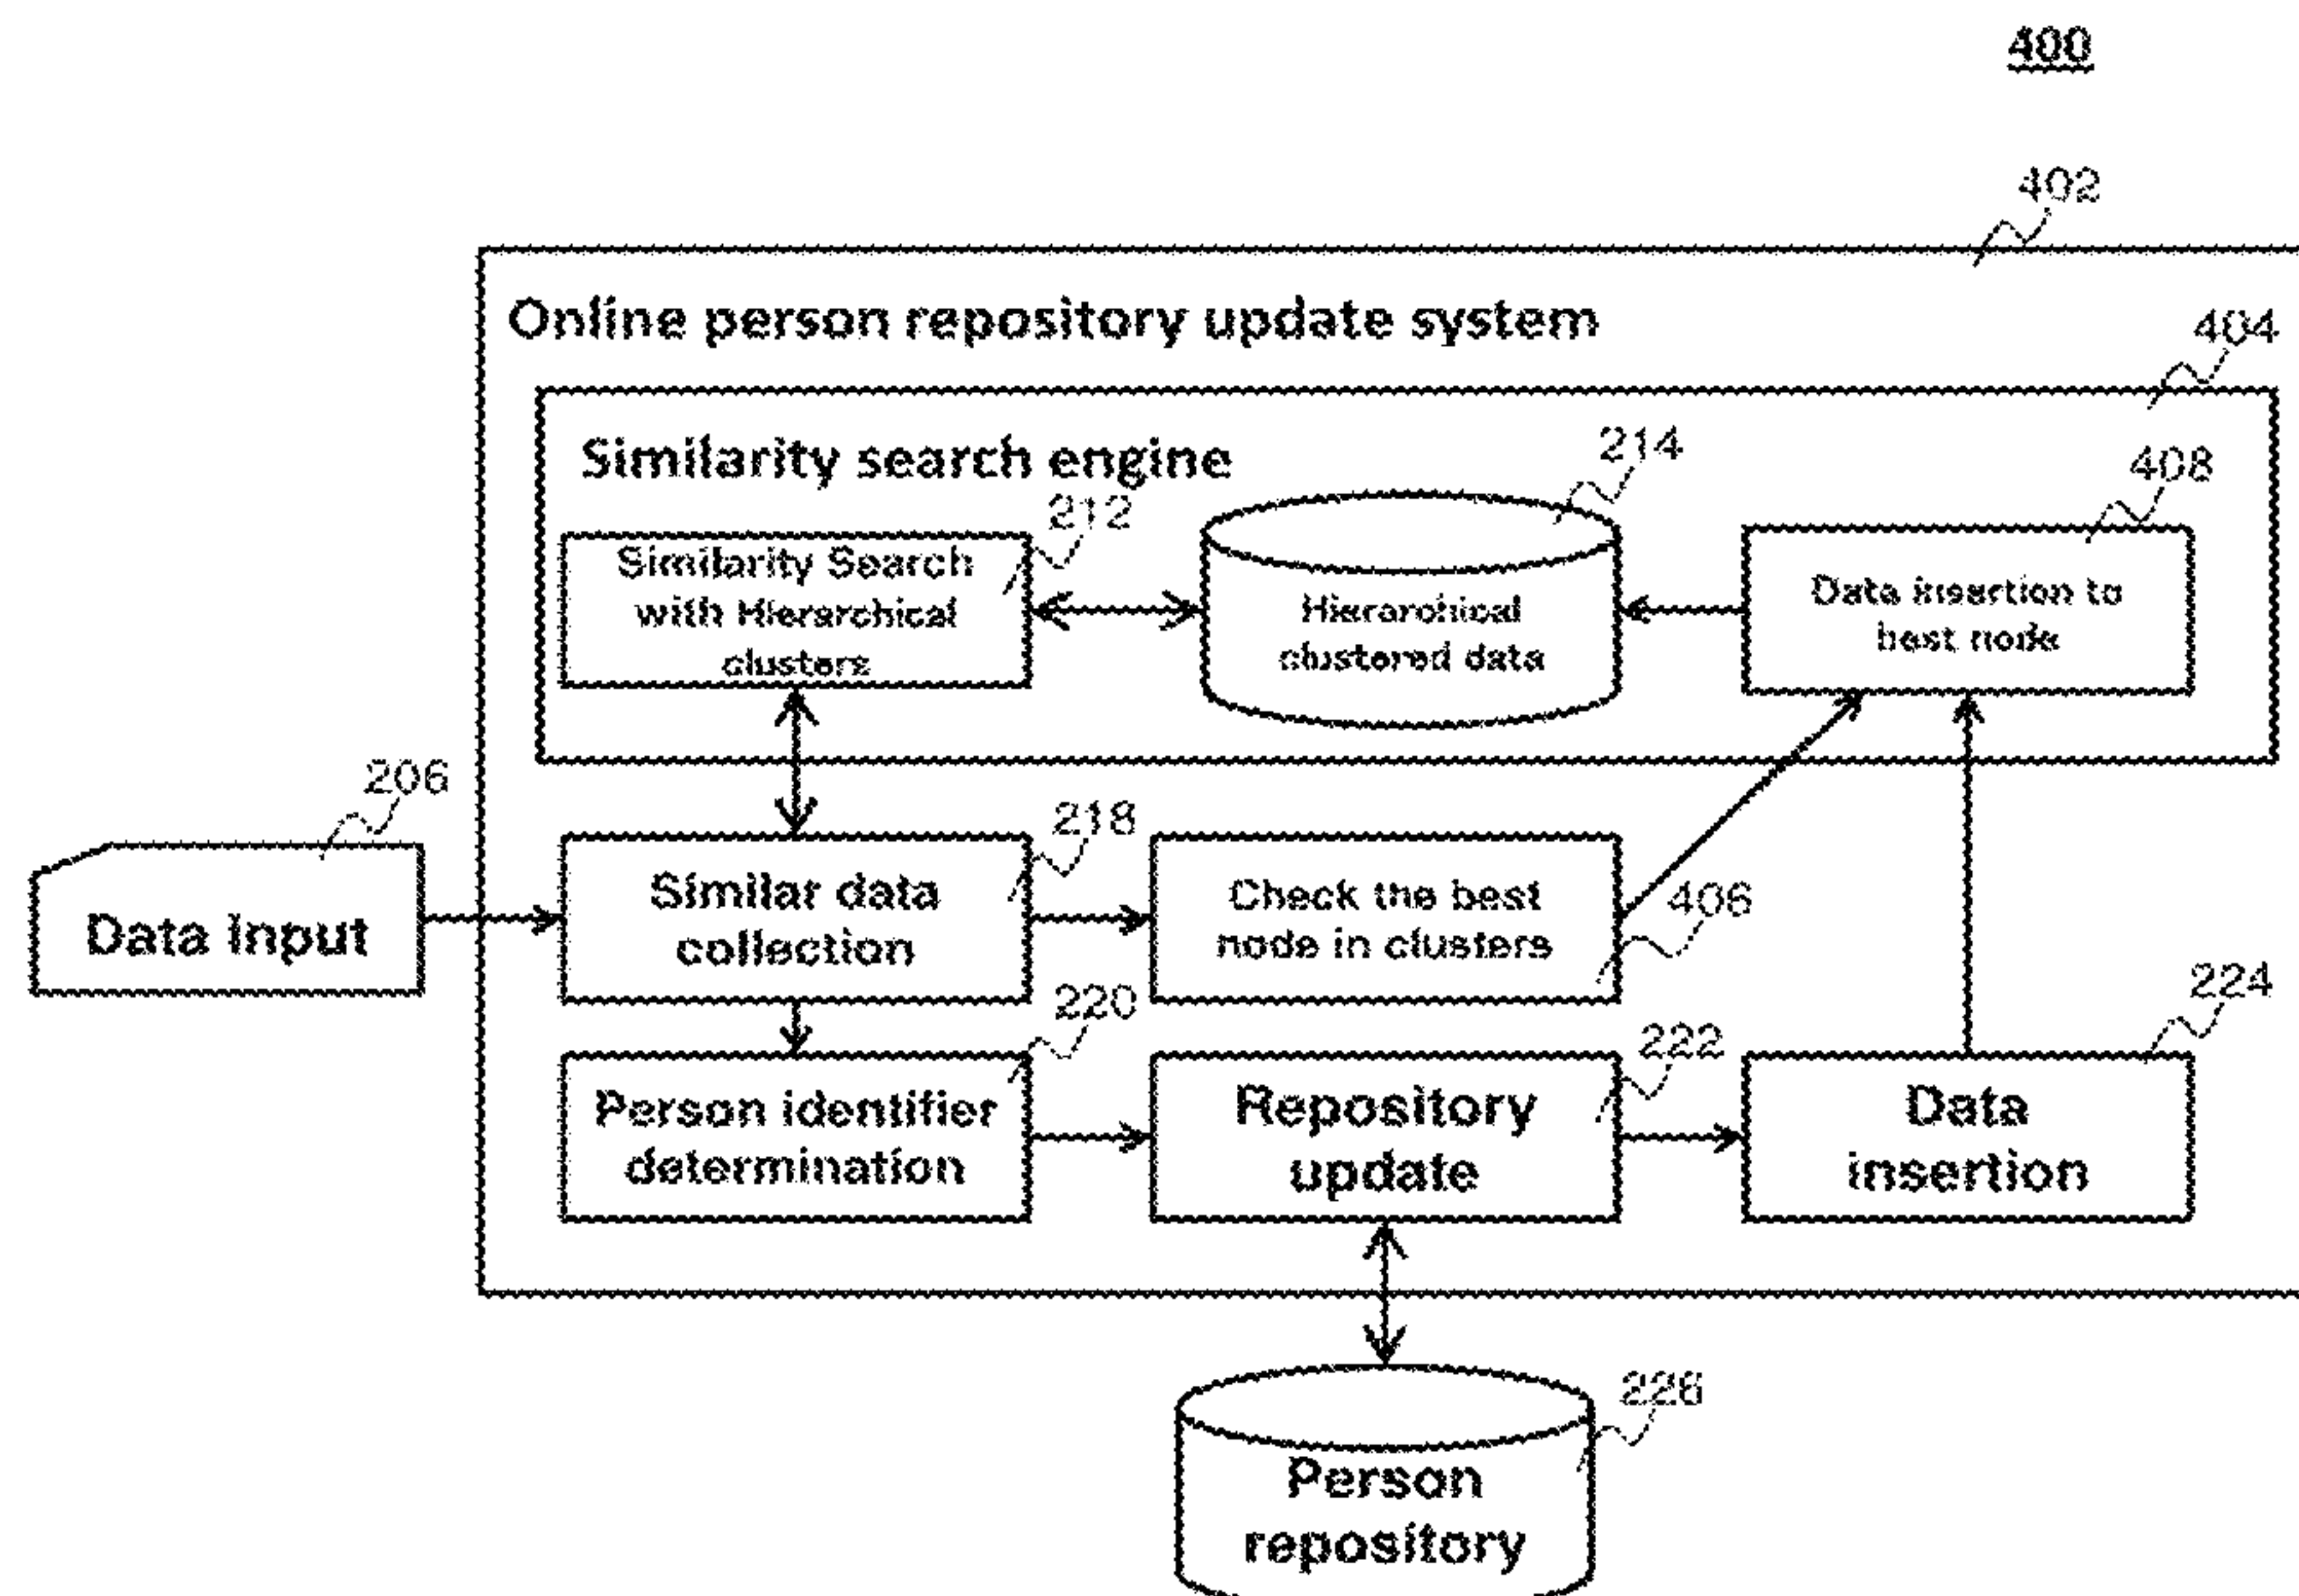 400
402
Online person repository update system
404
Similarity search engine
214
408
212
Similarity Search
with Hierarchical
clusters
Hierarchical
clustered data
Data insertion to
best node
206
Data Input
218
Similar data
collection
Check the best
node in clusters
406
220
Person identifier
determination
222
Repository
update
224
Data
insertion
226
Person
repository